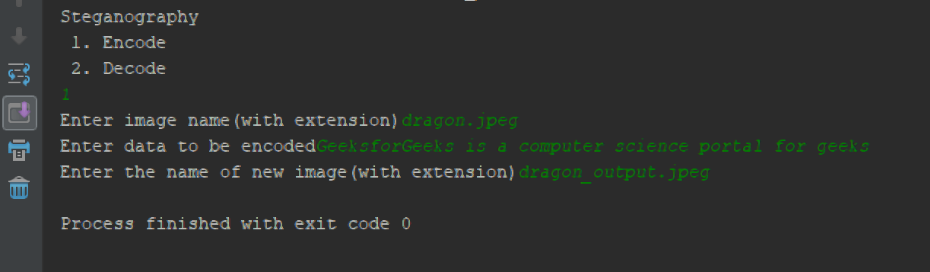 Steganography
1. Encode
2. Decode
1
Enter image name(with extension)dragon.jpeg
Enter data to be encodedGeeksforGeeks is a computer science portal for geeks
Enter the name of new image(with extension)dragon_output.jpeg
Process finished with exit code 0